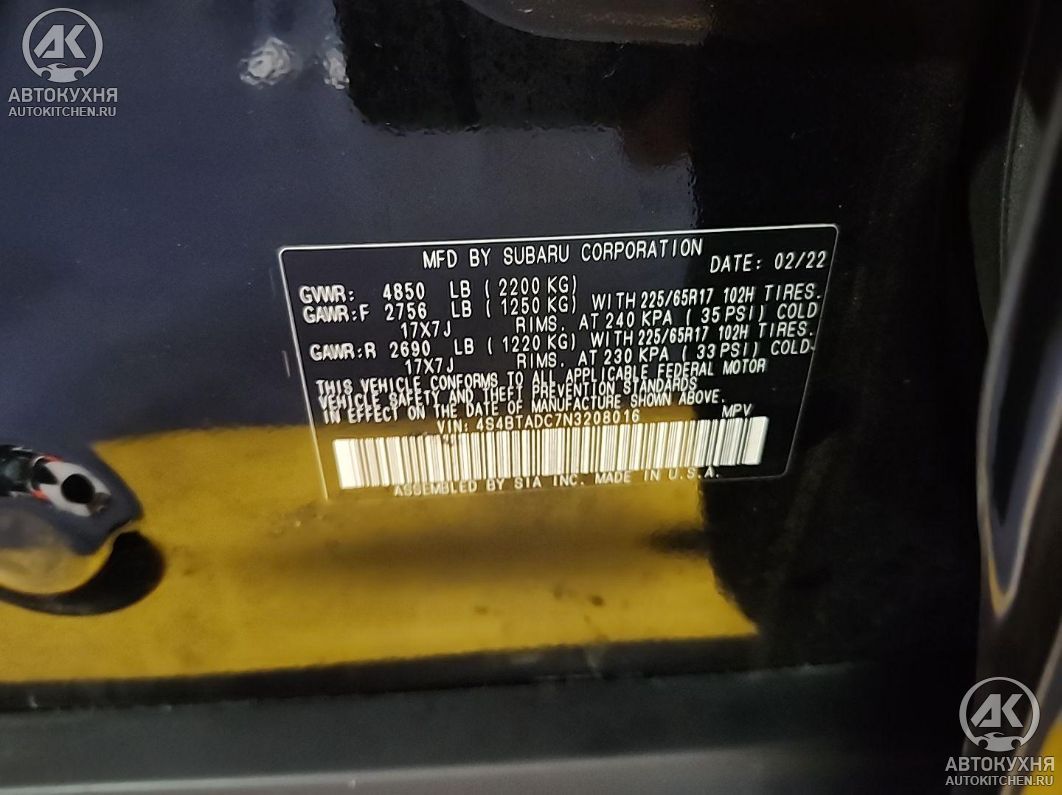 AK
АВТОКУХНЯ
AUTOKITCHEN.RU
MFD BY SUBARU CORPORATION DATE: 02/22
GVWR: 4850 LB ( 2200 KG)
GAWR:F 2756 LB ( 1250 KG) WITH 225/65R17 102H TIRES.
17X7J RIMS. AT 240 KPA ( 35 PSI) COLD
GAWR:R 2690 LB ( 1220 KG) WITH 225/65R17 102H TIRES.
17X7J RIMS. AT 230 KPA ( 33 PSI) COLD
THIS VEHICLE CONFORMS TO ALL APPLICABLE FEDERAL MOTOR
VEHICLE SAFETY AND THEFT PREVENTION STANDARDS
IN EFFECT ON THE DATE OF MANUFACTURE SHOWN ABOVE.
VIN: 4S4BTADC7N3208016 MPV
ASSEMBLED BY SIA INC. MADE IN U.S.A.
AK
АВТОКУХНЯ
AUTOKITCHEN.RU